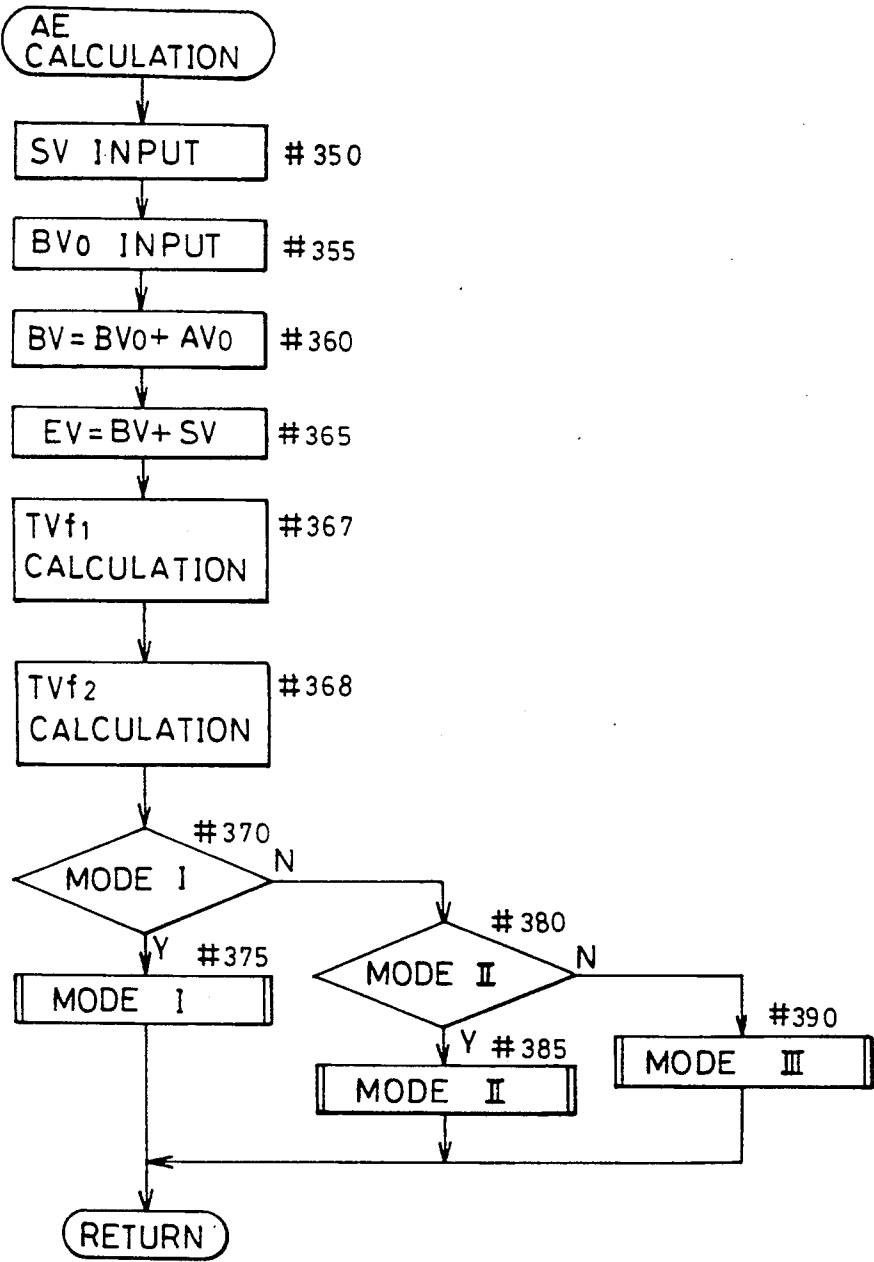 AE
CALCULATION
SV INPUT #350
BV0 INPUT #355
BV=BV0+AV0 #360
EV=BV+SV #365
TVf1 #367
CALCULATION
TVf2 #368
CALCULATION
#370
MODE I N
Y #375
MODE I
#380
MODE II N
Y #385
MODE II
#390
MODE III
RETURN